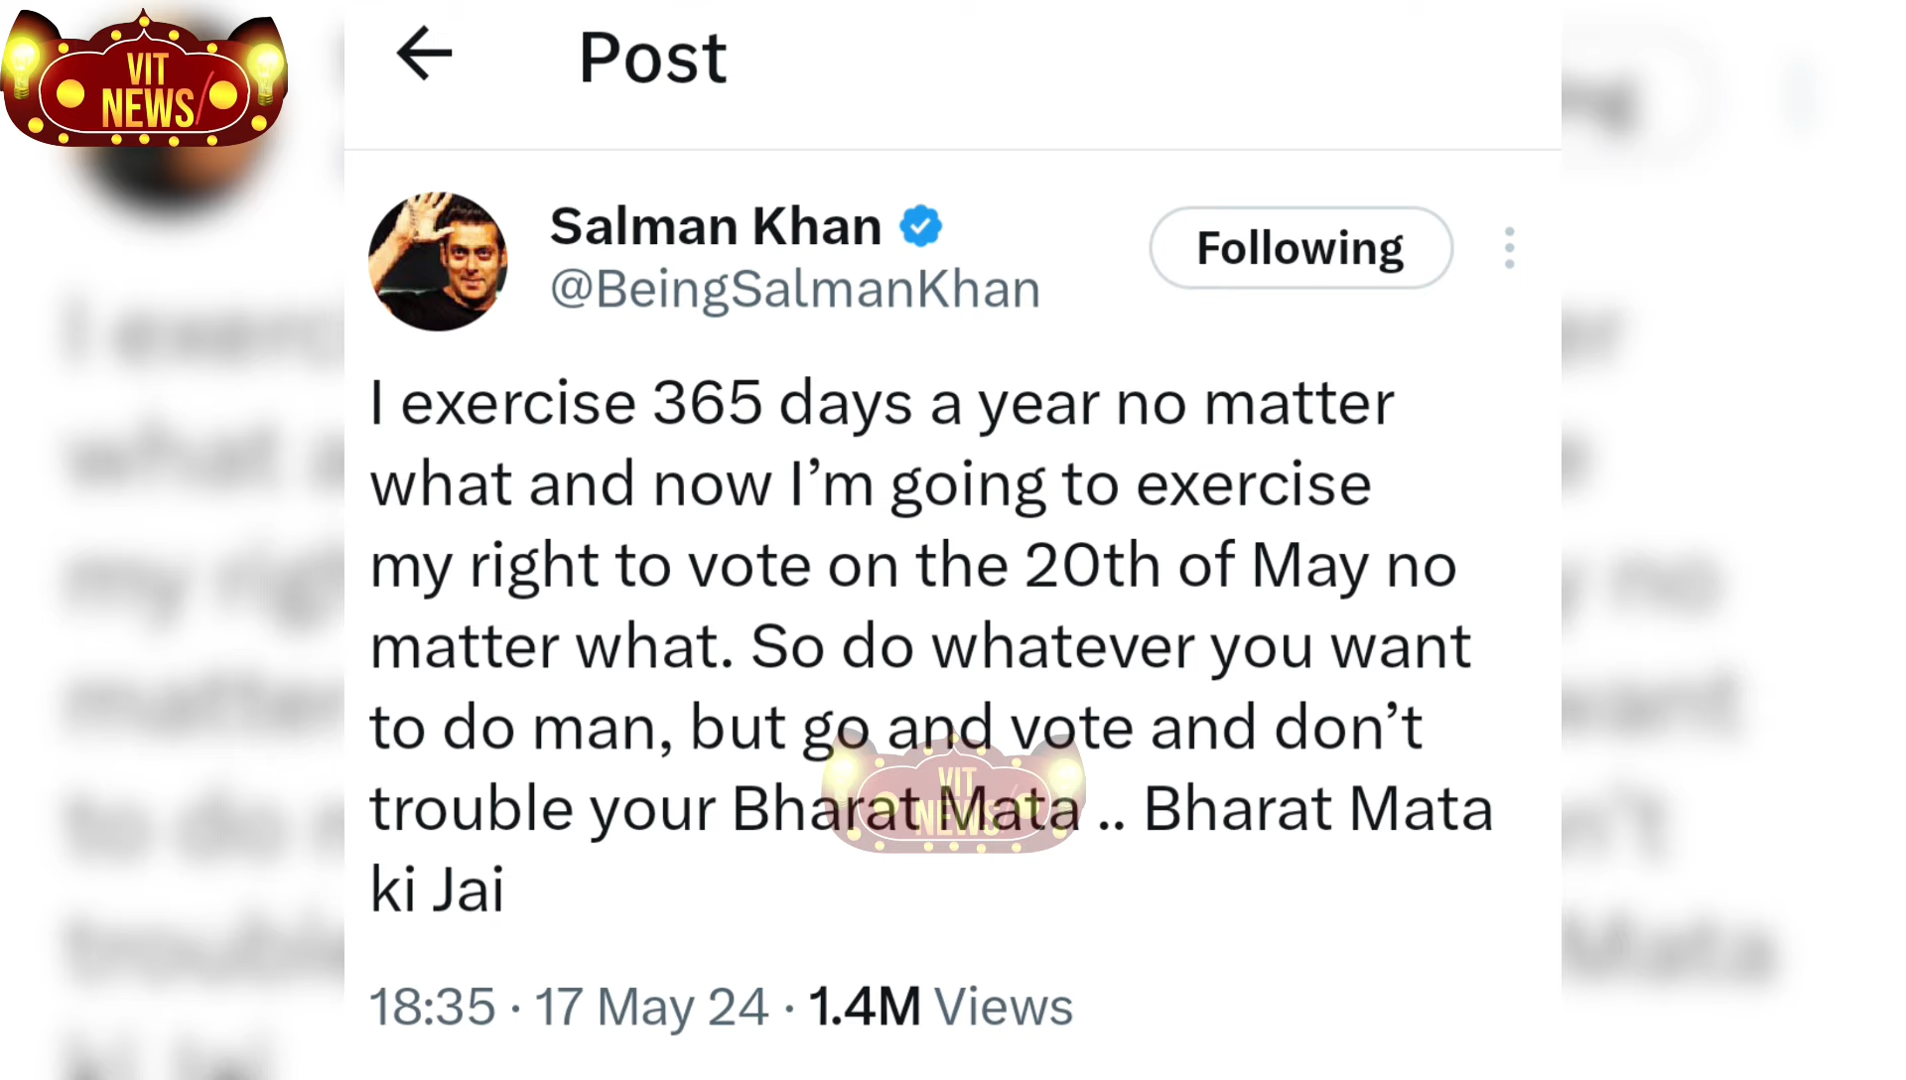 VIT
NEWS
Post
Salman Khan
@BeingSalmanKhan
Following
I exercise 365 days a year no matter
what and now I’m going to exercise
my right to vote on the 20th of May no
matter what. So do whatever you want
to do man, but go and vote and don’t
trouble your Bharat Mata .. Bharat Mata
ki Jai
VIT
NEWS
18:35 · 17 May 24 · 1.4M Views